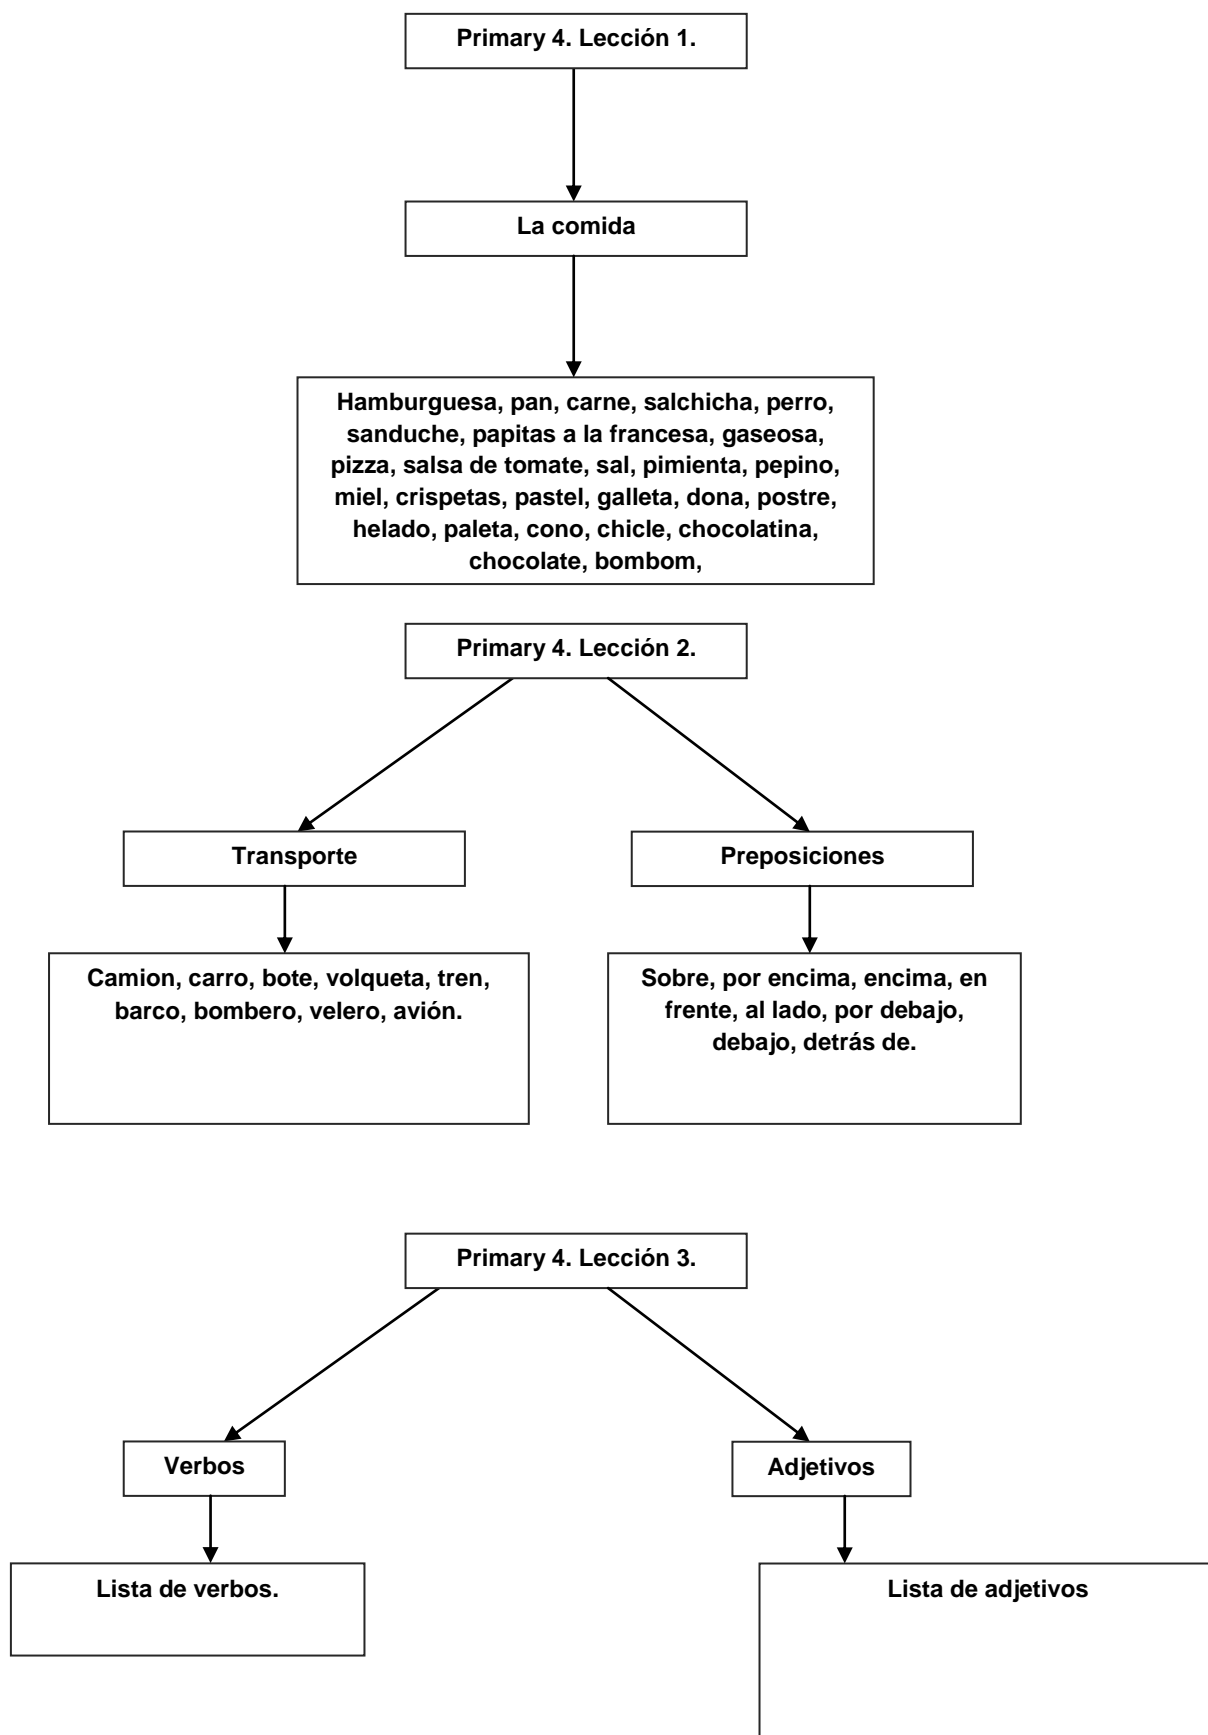 Primary 4. Lección 1.
La comida
Hamburguesa, pan, carne, salchicha, perro,
sanduche, papitas a la francesa, gaseosa,
pizza, salsa de tomate, sal, pimienta, pepino,
miel, crispetas, pastel, galleta, dona, postre,
helado, paleta, cono, chicle, chocolatina,
chocolate, bombom,
Primary 4. Lección 2.
Transporte
Preposiciones
Camion, carro, bote, volqueta, tren,
barco, bombero, velero, avión.
Sobre, por encima, encima, en
frente, al lado, por debajo,
debajo, detrás de.
Primary 4. Lección 3.
Verbos
Adjetivos
Lista de verbos.
Lista de adjetivos